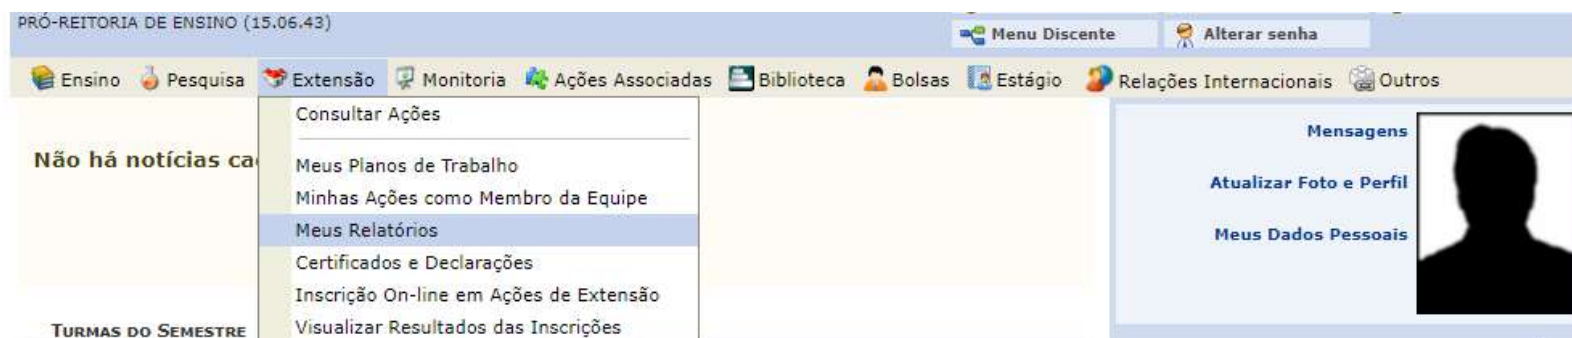 PRÓ-REITORIA DE ENSINO (15.06.43)
Menu Discente Alterar senha
Ensino Pesquisa Extensão Monitoria Ações Associadas Biblioteca Bolsas Estágio Relações Internacionais Outros
Consultar Ações
Mensagens
Não há notícias
Meus Planos de Trabalho
Atualizar Foto e Perfil
Minhas Ações como Membro da Equipe
Meus Relatórios
Meus Dados Pessoais
Certificados e Declarações
Inscrição On-line em Ações de Extensão
TURMAS DO SEMESTRE
Visualizar Resultados das Inscrições